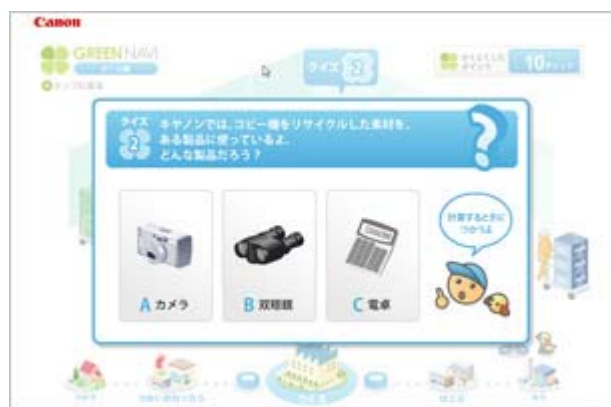 Canon
GREEN NAVI
クイズ 2
10
クイズ
2
キヤノンでは、コピー機をリサイクルした素材を、
ある製品に使っているよ。
どんな製品だろう？
?
計算するときに
つかうよ
A カメラ
B 双眼鏡
C 電卓
つくる